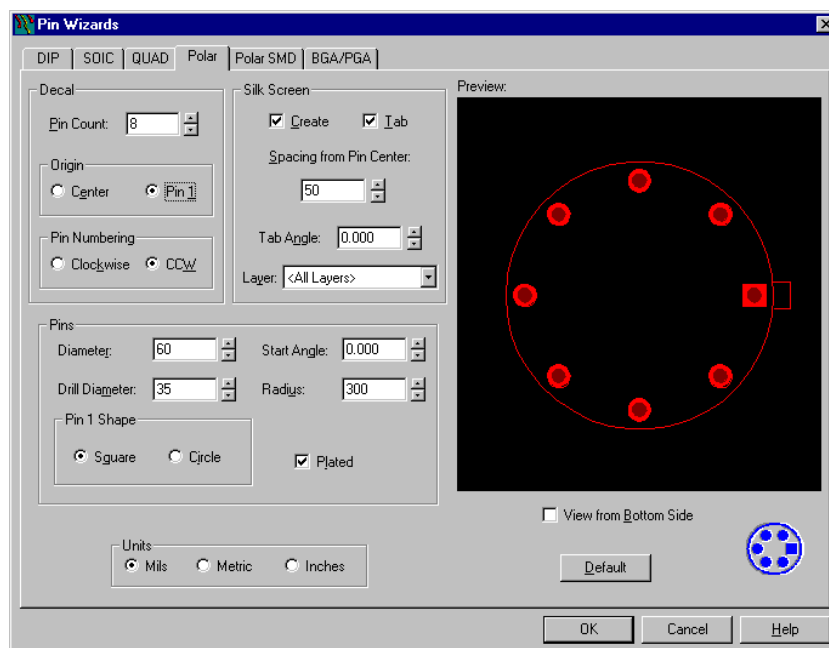 Pin Wizards
DIP SOIC QUAD Polar Polar SMD BGA/PGA
Decal
Pin Count: 8
Origin
Center Pin 1
Pin Numbering
Clockwise CCW
Silk Screen
Create Tab
Spacing from Pin Center:
50
Tab Angle: 0.000
Layer: <All Layers>
Preview:
Pins
Diameter: 60 Start Angle: 0.000
Drill Diameter: 35 Radius: 300
Pin 1 Shape
Square Circle
Plated
View from Bottom Side
Units
Mils Metric Inches
Default
OK Cancel Help